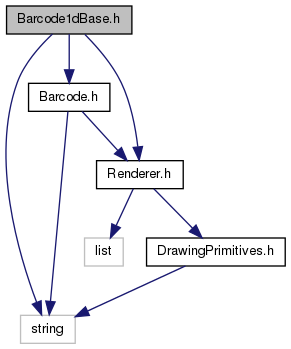 Barcode1dBase.h
Barcode.h
Renderer.h
list
DrawingPrimitives.h
string